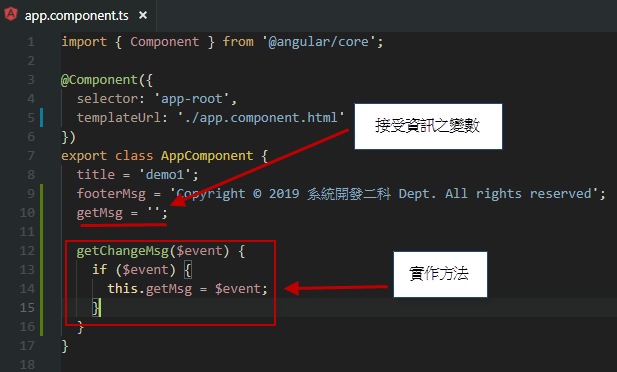 app.component.ts ×
1 import { Component } from '@angular/core';
2
3 @Component({
4 selector: 'app-root',
5 templateUrl: './app.component.html'
6 })
7 export class AppComponent {
8 title = 'demo1';
9 footerMsg = 'Copyright © 2019 系統開發二科 Dept. All rights reserved';
10 getMsg = '';
11
12 getChangeMsg($event) {
13 if ($event) {
14 this.getMsg = $event;
15 }
16 }
17 }
18
接受資訊之變數
實作方法